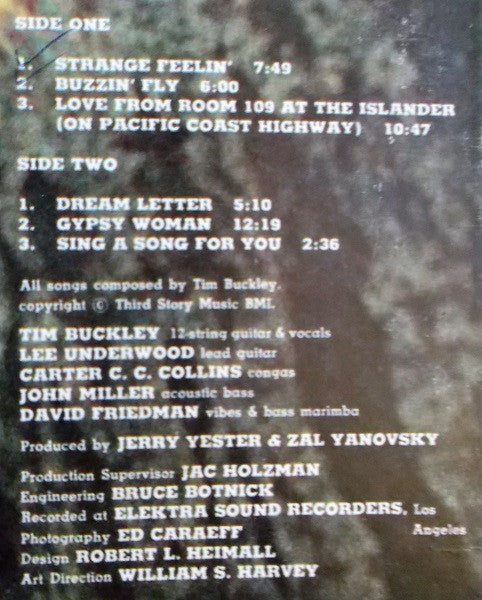 SIDE ONE
1. STRANGE FEELIN' 7:49
2. BUZZIN' FLY 6:00
3. LOVE FROM ROOM 109 AT THE ISLANDER
(ON PACIFIC COAST HIGHWAY) 10:47
SIDE TWO
1. DREAM LETTER 5:10
2. GYPSY WOMAN 12:19
3. SING A SONG FOR YOU 2:36
All songs composed by Tim Buckley.
copyright © Third Story Music BMI.
TIM BUCKLEY 12-string guitar & vocals
LEE UNDERWOOD lead guitar
CARTER C. C. COLLINS congas
JOHN MILLER acoustic bass
DAVID FRIEDMAN vibes & bass marimba
Produced by JERRY YESTER & ZAL YANOVSKY
Production Supervisor JAC HOLZMAN
Engineering BRUCE BOTNICK
Recorded at ELEKTRA SOUND RECORDERS, Los
Angeles
Photography ED CARAEFF
Design ROBERT L. HEIMALL
Art Direction WILLIAM S. HARVEY